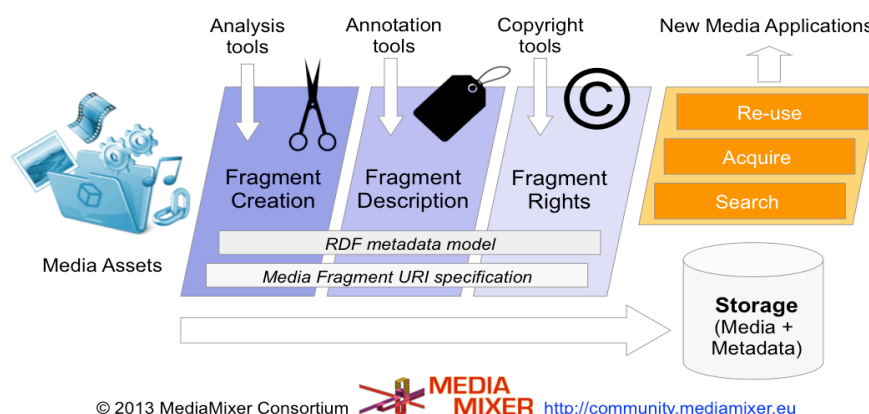 Analysis
tools
Annotation
tools
Copyright
tools
New Media Applications
©
Re-use
Acquire
Search
Fragment
Creation
Fragment
Description
Fragment
Rights
RDF metadata model
Media Fragment URI specification
Media Assets
Storage
(Media +
Metadata)
© 2013 MediaMixer Consortium
MEDIA
MIXER
http://community.mediamixer.eu